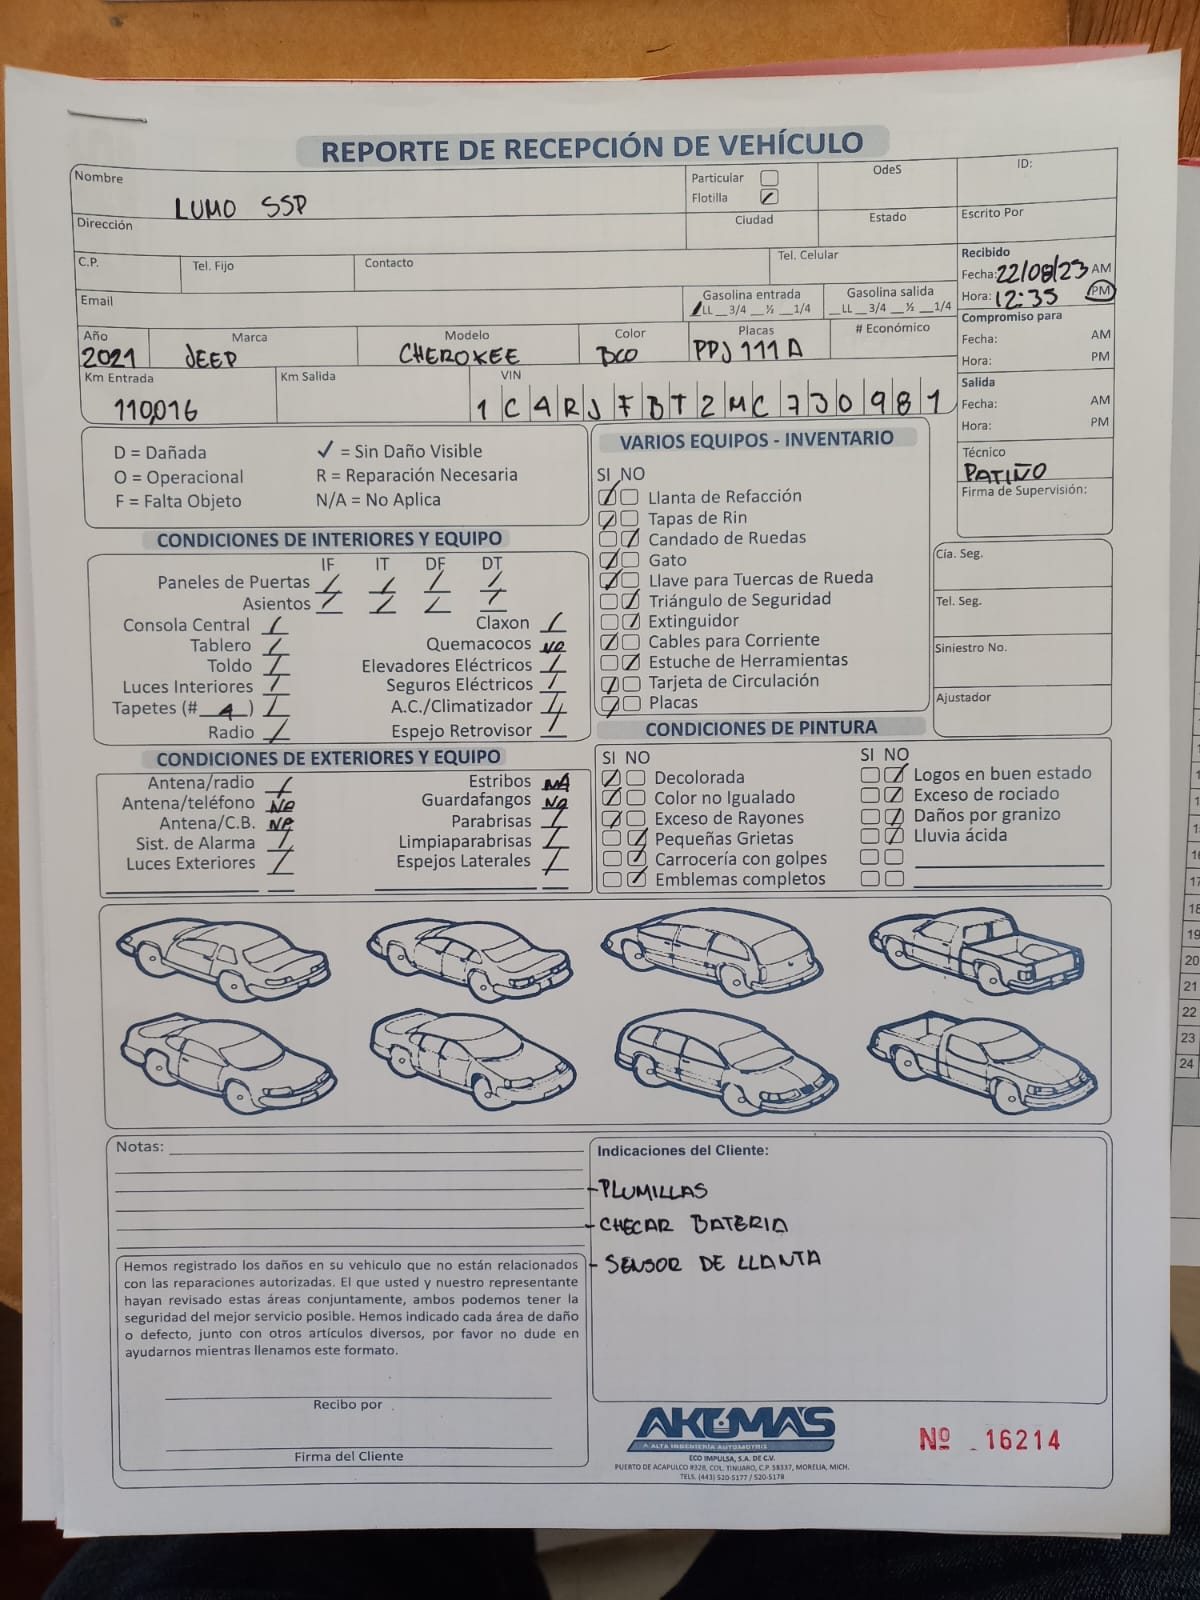 REPORTE DE RECEPCIÓN DE VEHÍCULO
Nombre LUMO SSP Particular Flotilla ✓ OdeS ID:
Dirección Ciudad Estado Escrito Por
C.P. Tel. Fijo Contacto Tel. Celular
Recibido
Fecha: 22/08/23 AM
Hora: 12:35 PM
Email Gasolina entrada Gasolina salida
LL __3/4 __½ __1/4 __LL __3/4 __½ __1/4
Compromiso para
Fecha: AM
Hora: PM
Año Marca Modelo Color Placas # Económico
2021 JEEP CHEROKEE BCO PDJ 111 A
Km Entrada Km Salida VIN
110,016 1C4RJFBT2MC730981
Salida
Fecha: AM
Hora: PM
Técnico
PATIÑO
Firma de Supervisión:
D = Dañada ✓ = Sin Daño Visible
O = Operacional R = Reparación Necesaria
F = Falta Objeto N/A = No Aplica
CONDICIONES DE INTERIORES Y EQUIPO
IF IT DF DT
Paneles de Puertas
Asientos
Consola Central Claxon
Tablero Quemacocos NA
Toldo Elevadores Eléctricos
Luces Interiores Seguros Eléctricos
Tapetes (# 4 ) A.C./Climatizador
Radio Espejo Retrovisor
CONDICIONES DE EXTERIORES Y EQUIPO
Antena/radio Estribos NA
Antena/teléfono NA Guardafangos NA
Antena/C.B. NA Parabrisas
Sist. de Alarma Limpiaparabrisas
Luces Exteriores Espejos Laterales
VARIOS EQUIPOS - INVENTARIO
SI NO
Llanta de Refacción
Tapas de Rin
Candado de Ruedas
Gato
Llave para Tuercas de Rueda
Triángulo de Seguridad
Extinguidor
Cables para Corriente
Estuche de Herramientas
Tarjeta de Circulación
Placas
Cía. Seg.
Tel. Seg.
Siniestro No.
Ajustador
CONDICIONES DE PINTURA
SI NO SI NO
Decolorada Logos en buen estado
Color no Igualado Exceso de rociado
Exceso de Rayones Daños por granizo
Pequeñas Grietas Lluvia ácida
Carrocería con golpes
Emblemas completos
Notas:
Indicaciones del Cliente:
- PLUMILLAS
- CHECAR BATERIA
- SENSOR DE LLANTA
Hemos registrado los daños en su vehiculo que no están relacionados
con las reparaciones autorizadas. El que usted y nuestro representante
hayan revisado estas áreas conjuntamente, ambos podemos tener la
seguridad del mejor servicio posible. Hemos indicado cada área de daño
o defecto, junto con otros artículos diversos, por favor no dude en
ayudarnos mientras llenamos este formato.
Recibo por
Firma del Cliente
AKUMA'S
ALTA INGENIERÍA AUTOMOTRIZ
ECO IMPULSA, S.A. DE C.V.
PUERTO DE ACAPULCO #328, COL. TINIJARO, C.P. 58337, MORELIA, MICH.
TELS. (443) 520-5177 / 520-5178
Nº 16214
18
19
20
21
22
23
24